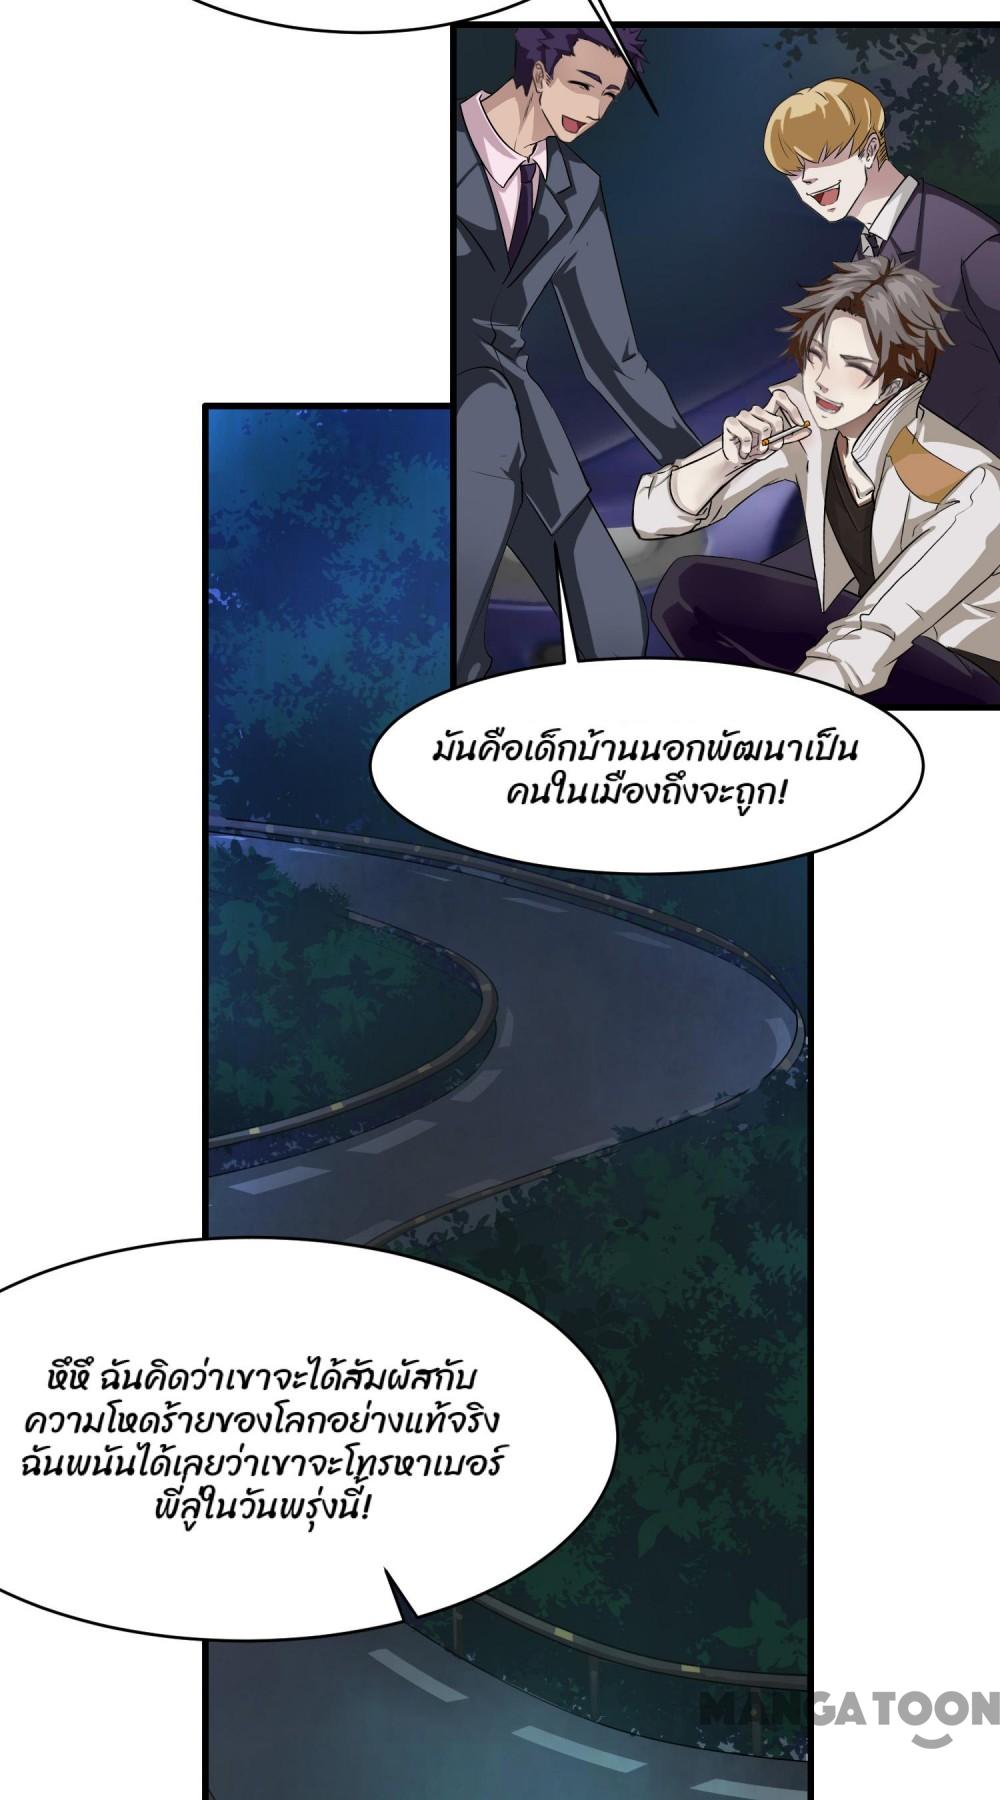 มันคือเด็กบ้านนอกพัฒนาเป็น
คนในเมืองถึงจะถูก!
หึหึ ฉันคิดว่าเขาจะได้สัมผัสกับ
ความโหดร้ายของโลกอย่างแท้จริง
ฉันพนันได้เลยว่าเขาจะโทรหาเบอร์
พี่ลู่ในวันพรุ่งนี้!
MANGATOON